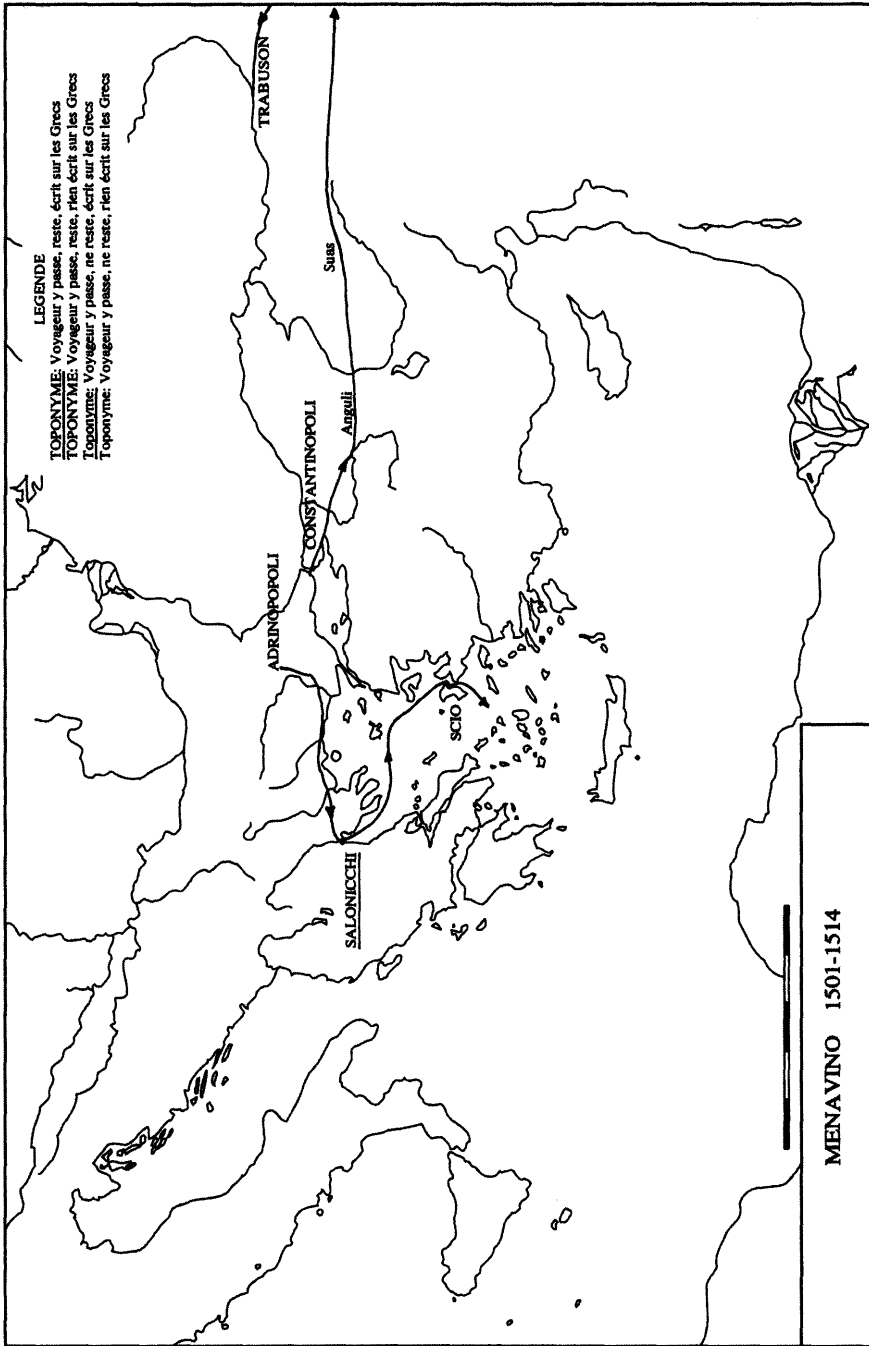 LEGENDE
TOPONYME: Voyageur y passe, reste, écrit sur les Grecs
TOPONYME: Voyageur y passe, reste, rien écrit sur les Grecs
Toponyme: Voyageur y passe, ne reste, écrit sur les Grecs
Toponyme: Voyageur y passe, ne reste, rien écrit sur les Grecs
TRABUSON
Suas
Anguli
CONSTANTINOPOLI
ADRINOPOPOLI
SCIO
SALONICCHI
MENAVINO 1501-1514